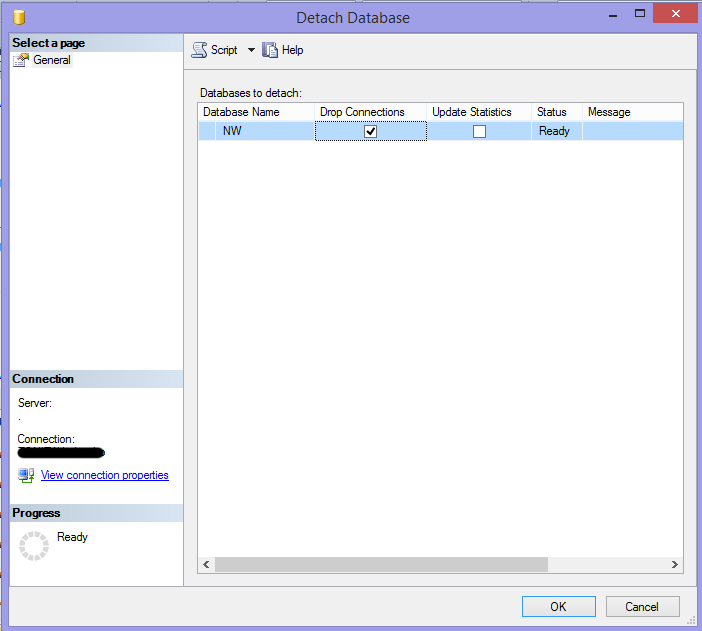 Detach Database
Select a page
General
Script Help
Databases to detach:
Database Name Drop Connections Update Statistics Status Message
NW Ready
Connection
Server:
.
Connection:
View connection properties
Progress
Ready
OK Cancel